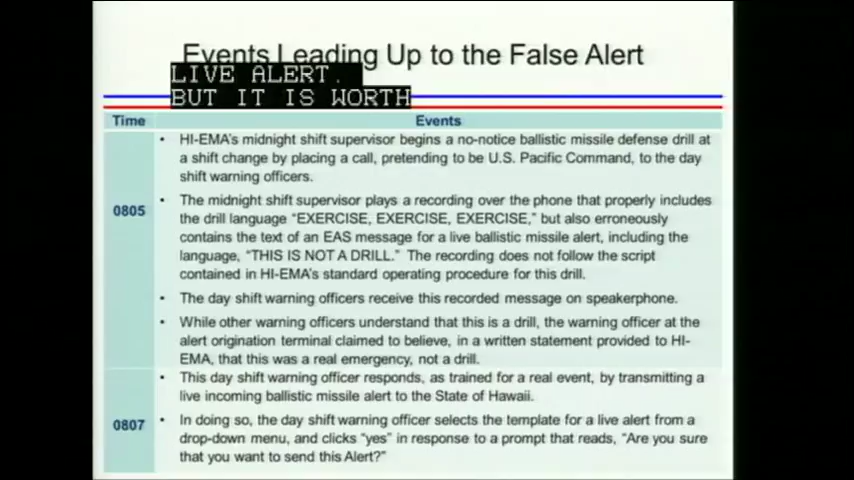 Events Leading Up to the False Alert
LIVE ALERT.
BUT IT IS WORTH
Time Events
0805
• HI-EMA's midnight shift supervisor begins a no-notice ballistic missile defense drill at
a shift change by placing a call, pretending to be U.S. Pacific Command, to the day
shift warning officers.
• The midnight shift supervisor plays a recording over the phone that properly includes
the drill language “EXERCISE, EXERCISE, EXERCISE,” but also erroneously
contains the text of an EAS message for a live ballistic missile alert, including the
language, “THIS IS NOT A DRILL.” The recording does not follow the script
contained in HI-EMA's standard operating procedure for this drill.
• The day shift warning officers receive this recorded message on speakerphone.
• While other warning officers understand that this is a drill, the warning officer at the
alert origination terminal claimed to believe, in a written statement provided to HI-
EMA, that this was a real emergency, not a drill.
0807
• This day shift warning officer responds, as trained for a real event, by transmitting a
live incoming ballistic missile alert to the State of Hawaii.
• In doing so, the day shift warning officer selects the template for a live alert from a
drop-down menu, and clicks “yes” in response to a prompt that reads, “Are you sure
that you want to send this Alert?”